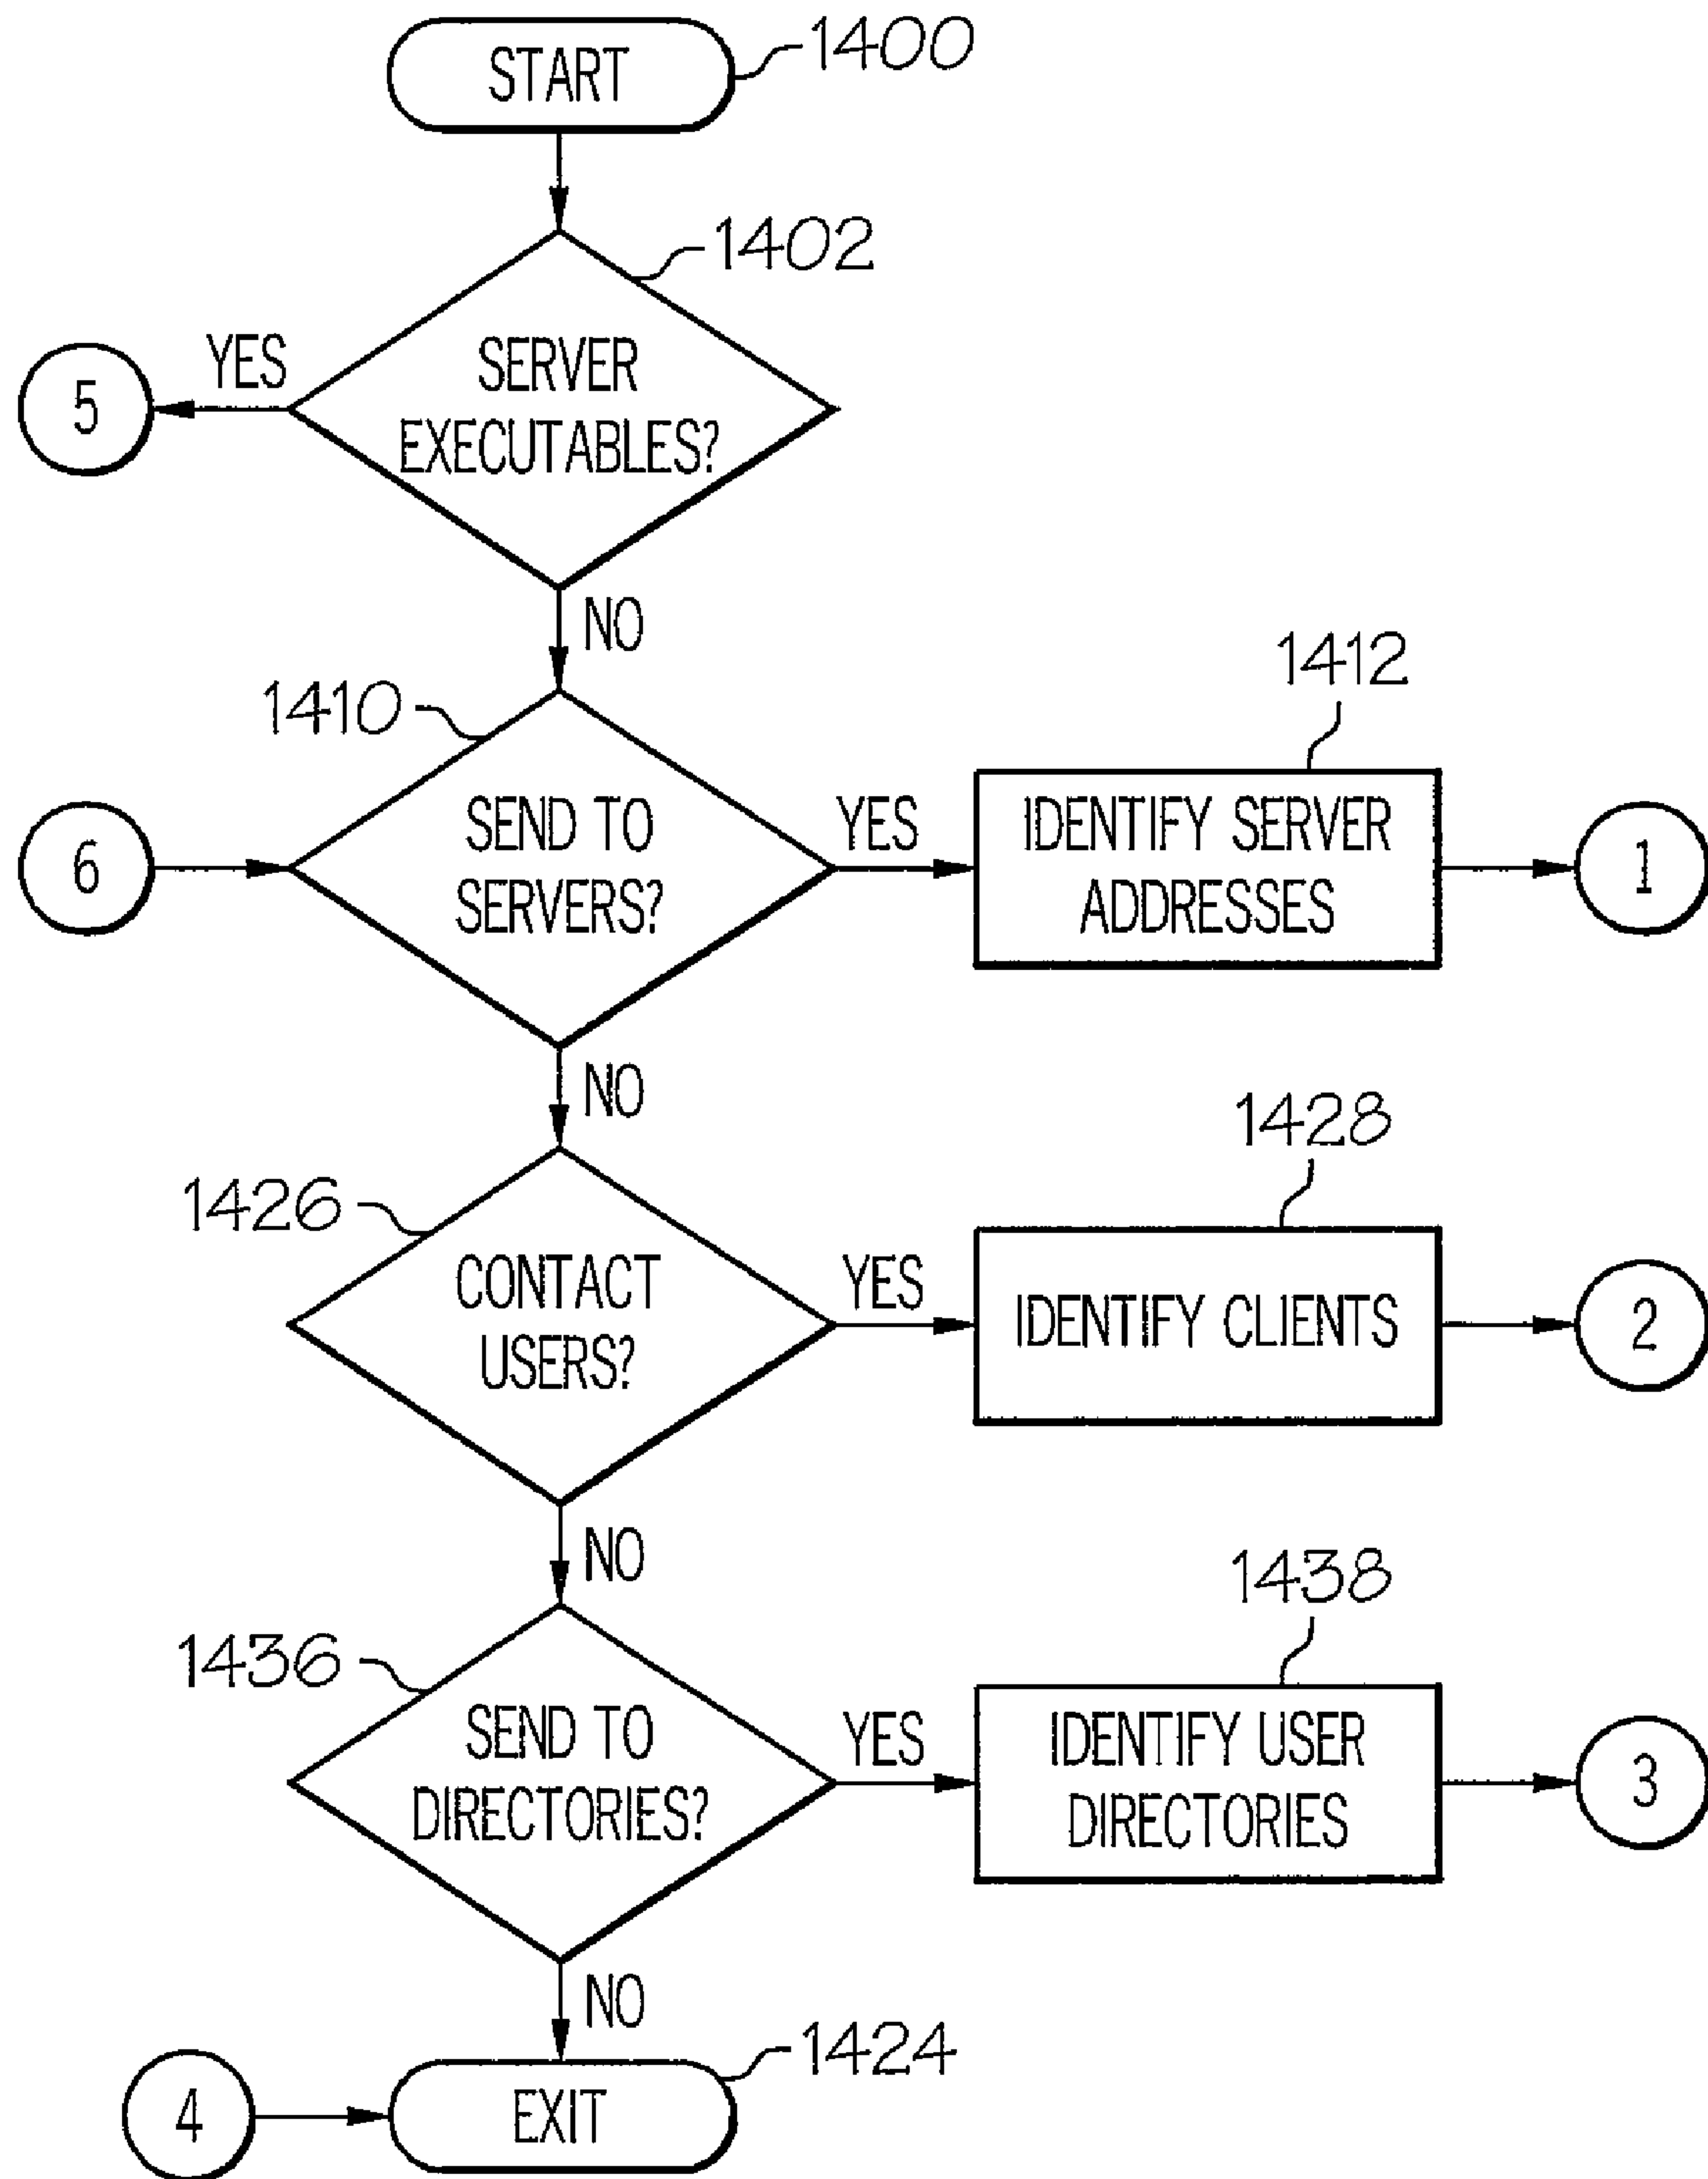 START
1400
1402
SERVER
EXECUTABLES?
YES
5
NO
1410
1412
6
SEND TO
SERVERS?
YES
IDENTIFY SERVER
ADDRESSES
1
NO
1426
1428
CONTACT
USERS?
YES
IDENTIFY CLIENTS
2
NO
1436
1438
SEND TO
DIRECTORIES?
YES
IDENTIFY USER
DIRECTORIES
3
NO
1424
4
EXIT